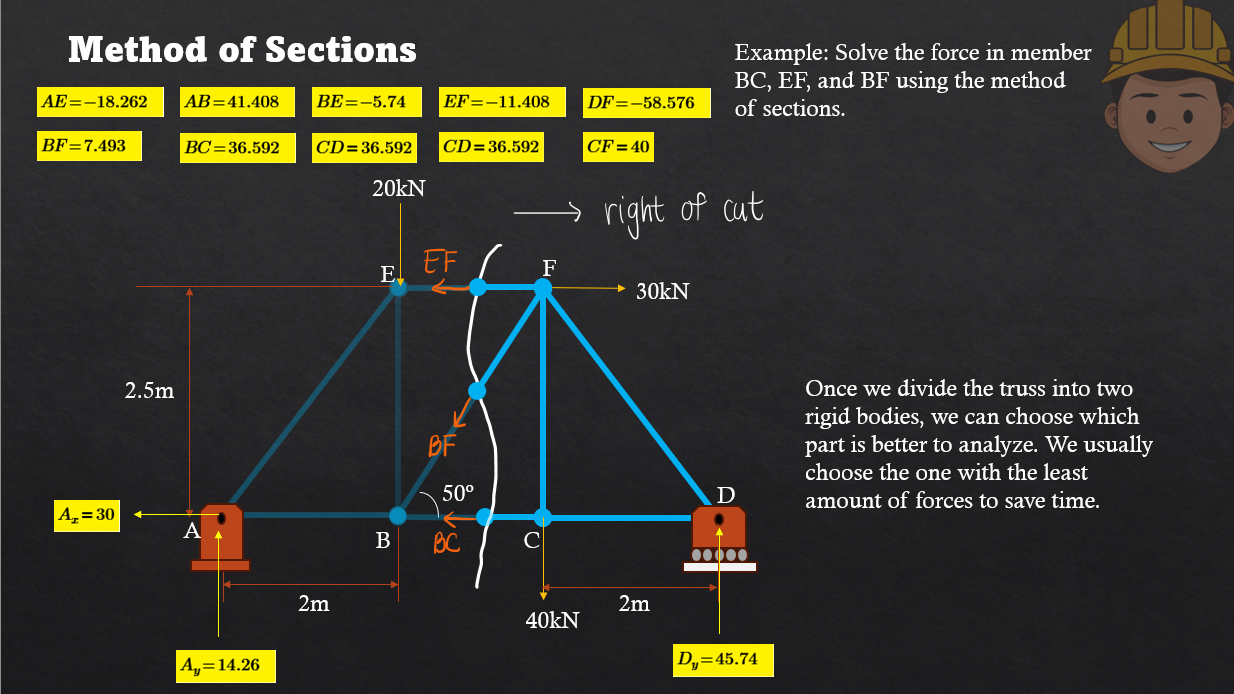 Method of Sections
Example: Solve the force in member
BC, EF, and BF using the method
of sections.
AE=−18.262
AB=41.408
BE=−5.74
EF=−11.408
DF=−58.576
BF=7.493
BC=36.592
CD=36.592
CD=36.592
CF=40
20kN
right of cut
EF
E
F
30kN
2.5m
BF
Once we divide the truss into two
rigid bodies, we can choose which
part is better to analyze. We usually
choose the one with the least
amount of forces to save time.
50°
D
Aₓ=30
A
B
BC
C
2m
2m
40kN
A_y=14.26
D_y=45.74